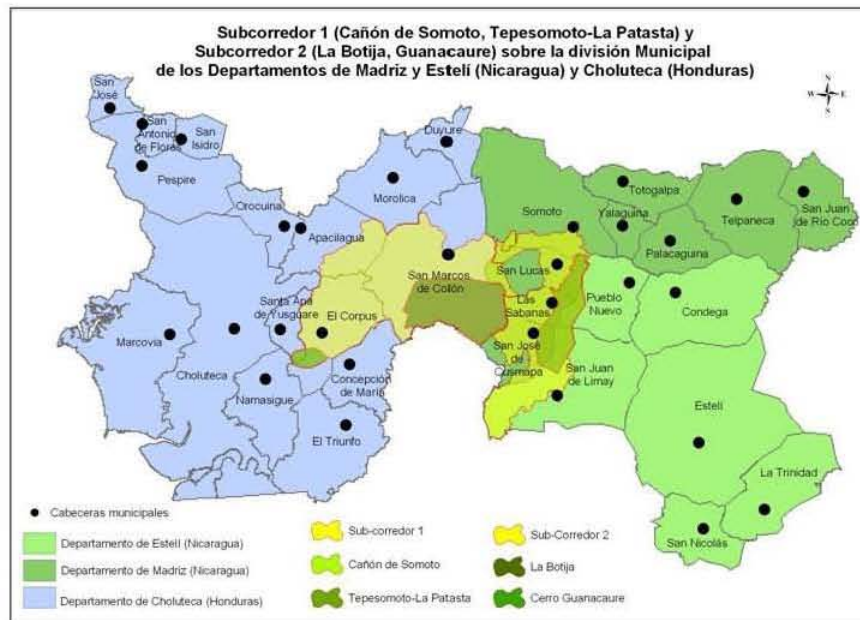 Subcorredor 1 (Cañón de Somoto, Tepesomoto-La Patasta) y
Subcorredor 2 (La Botija, Guanacaure) sobre la división Municipal
de los Departamentos de Madriz y Estelí (Nicaragua) y Choluteca (Honduras)
N
W E
S
San
José
San
Antonio
de Flores
San
Isidro
Pespire
Duyure
Morolica
Orocuina
Apacilagua
Somoto
Totogalpa
Yalaguina
Telpaneca
San Juan
de Río Coco
Palacaguina
San Marcos
de Colón
San Lucas
Las
Sabanas
Pueblo
Nuevo
Condega
Santa Ana
de Yusguare
El Corpus
Marcovia
Choluteca
San José
de
Cusmapa
San Juan
de Limay
Concepción
de María
Namasigue
El Triunfo
Estelí
La Trinidad
San Nicolás
Cabeceras municipales
Departamento de Estelí (Nicaragua)
Departamento de Madriz (Nicaragua)
Departamento de Choluteca (Honduras)
Sub-corredor 1
Cañón de Somoto
Tepesomoto-La Patasta
Sub-Corredor 2
La Botija
Cerro Guanacaure